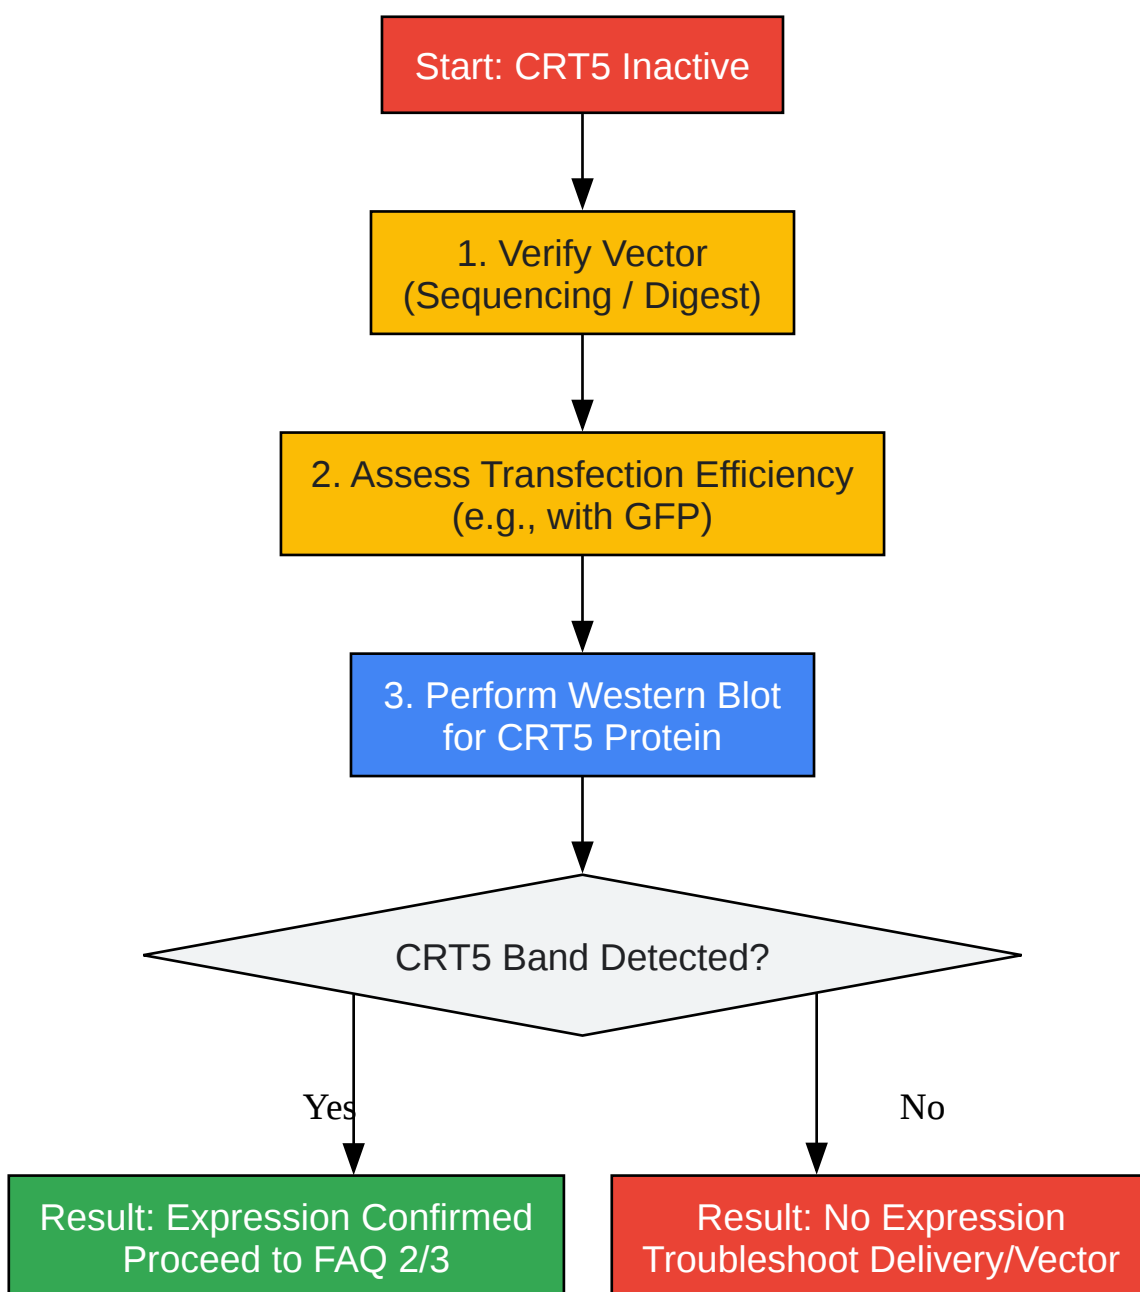 Start: CRT5 Inactive
1. Verify Vector
(Sequencing / Digest)
2. Assess Transfection Efficiency
(e.g., with GFP)
3. Perform Western Blot
for CRT5 Protein
CRT5 Band Detected?
Yes
No
Result: Expression Confirmed
Proceed to FAQ 2/3
Result: No Expression
Troubleshoot Delivery/Vector